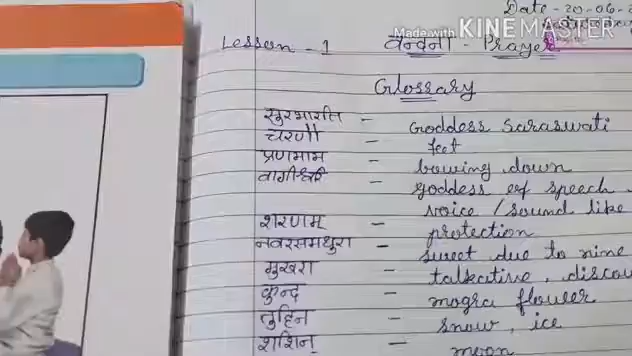 Date - 20-06-2
Made with KINEMASTER
Lesson - 1 वन्दना - Prayer
Glossary
सुरभारति - Goddess Saraswati
चरणौ - feet
प्रणमाम - bowing down
वागीश्वरि - goddess of speech
voice / sound like
शरणम् - protection
नवरसमधुरा - sweet due to nine
मुखरा - talkative, discou
कुन्द - mogra flower
तुहिन - snow, ice
शशिन् - moon